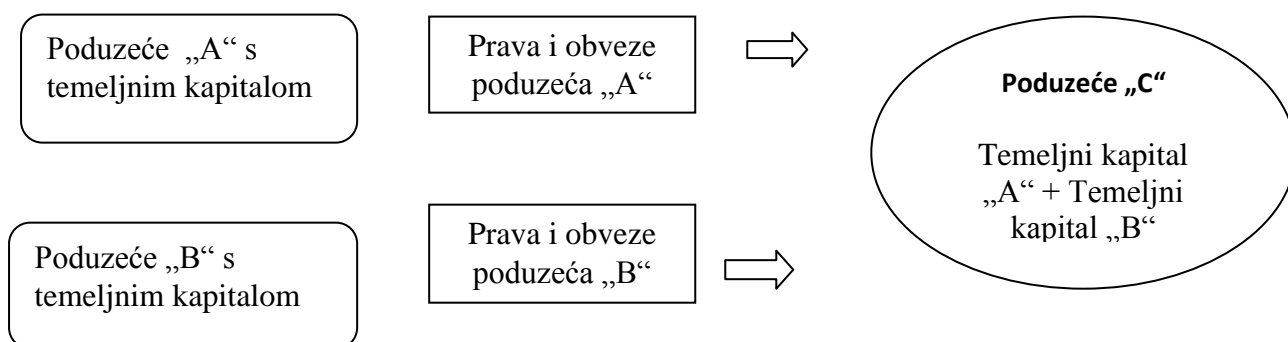 Poduzeće „A“ s
temeljnim kapitalom
Prava i obveze
poduzeća „A“
Poduzeće „C“
Temeljni kapital
„A“ + Temeljni
kapital „B“
Poduzeće „B“ s
temeljnim kapitalom
Prava i obveze
poduzeća „B“